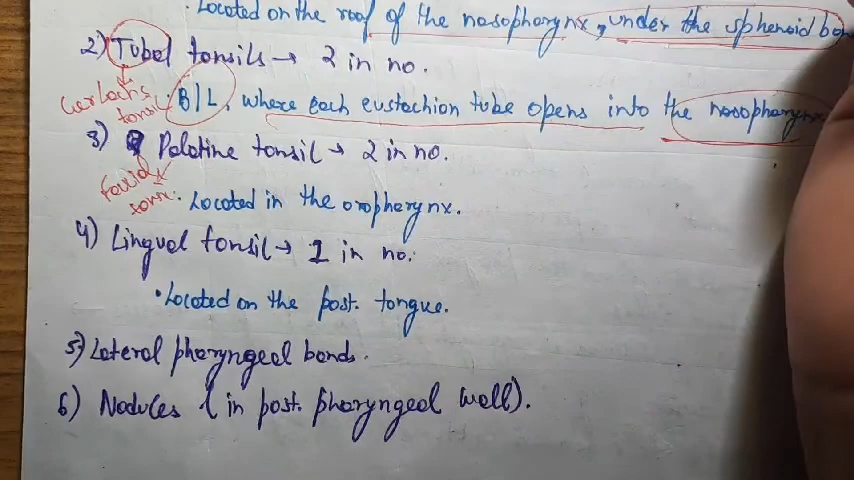 · Located on the roof of the nasopharynx, under the sphenoid bon
2) Tubal tonsils → 2 in no.
Gerlach's tonsil
· B/L, where each eustachian tube opens into the nasopharynx
3) Palatine tonsil → 2 in no.
Faucial tonsi.
· Located in the oropharynx.
4) Lingual tonsil → 1 in no.
· Located on the post. tongue.
5) Lateral pharyngeal bands.
6) Nodules (in post. pharyngeal wall).